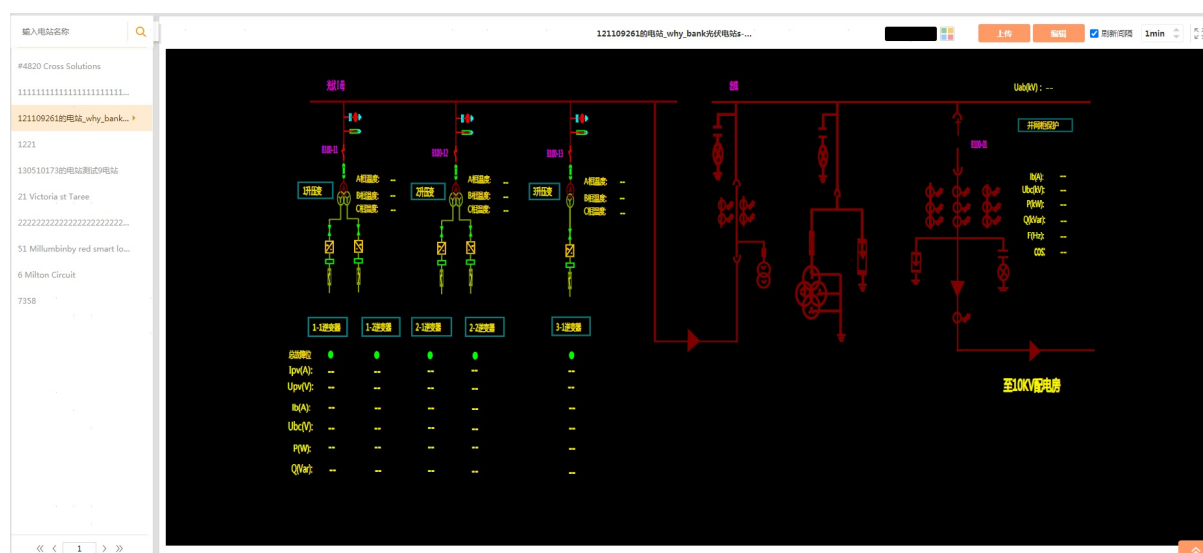 输入电站名称
121109261的电站_why_bank光伏电站s-...
上传
编辑
刷新间隔
1min
#4820 Cross Solutions
1111111111111111111111...
121109261的电站_why_bank...
1221
130510173的电站测试9电站
21 Victoria st Taree
2222222222222222222222...
51 Millumbinby red smart lo...
6 Milton Circuit
7358
1
Uab(kV)： --
并网柜保护
Ib(A): --
Ubc(kV): --
P(kW): --
Q(kVar): --
F(Hz): --
COS: --
1升压变
A相温度: --
B相温度: --
C相温度: --
2升压变
A相温度: --
B相温度: --
C相温度: --
3升压变
A相温度: --
B相温度: --
C相温度: --
1-1逆变器 1-2逆变器 2-1逆变器 2-2逆变器 3-1逆变器
总故障位
Ipv(A): -- -- -- -- --
Upv(V): -- -- -- -- --
Ib(A): -- -- -- -- --
Ubc(V): -- -- -- -- --
P(W): -- -- -- -- --
Q(Var): -- -- -- -- --
至10KV配电房